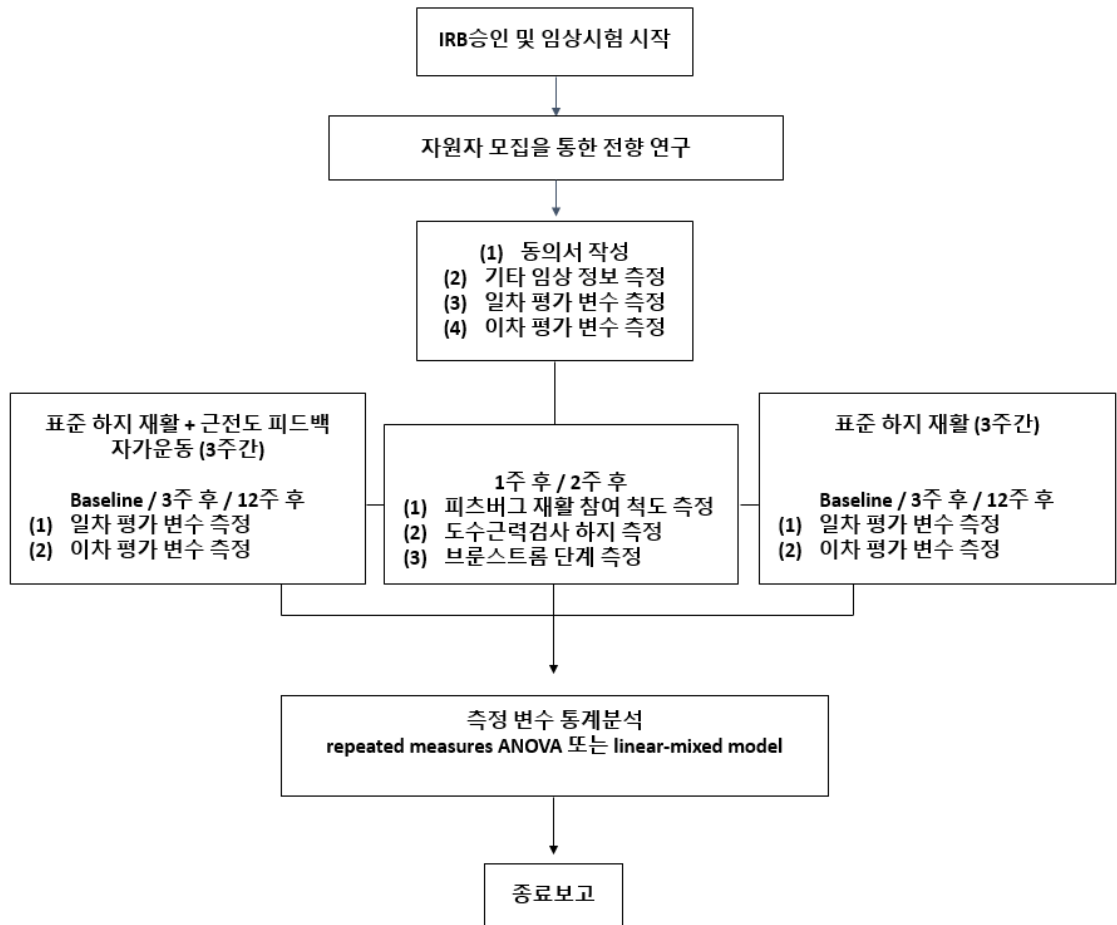 IRB승인 및 임상시험 시작
자원자 모집을 통한 전향 연구
(1) 동의서 작성
(2) 기타 임상 정보 측정
(3) 일차 평가 변수 측정
(4) 이차 평가 변수 측정
표준 하지 재활 + 근전도 피드백
자가운동 (3주간)
Baseline / 3주 후 / 12주 후
(1) 일차 평가 변수 측정
(2) 이차 평가 변수 측정
1주 후 / 2주 후
(1) 피츠버그 재활 참여 척도 측정
(2) 도수근력검사 하지 측정
(3) 브룬스트롬 단계 측정
표준 하지 재활 (3주간)
Baseline / 3주 후 / 12주 후
(1) 일차 평가 변수 측정
(2) 이차 평가 변수 측정
측정 변수 통계분석
repeated measures ANOVA 또는 linear-mixed model
종료보고